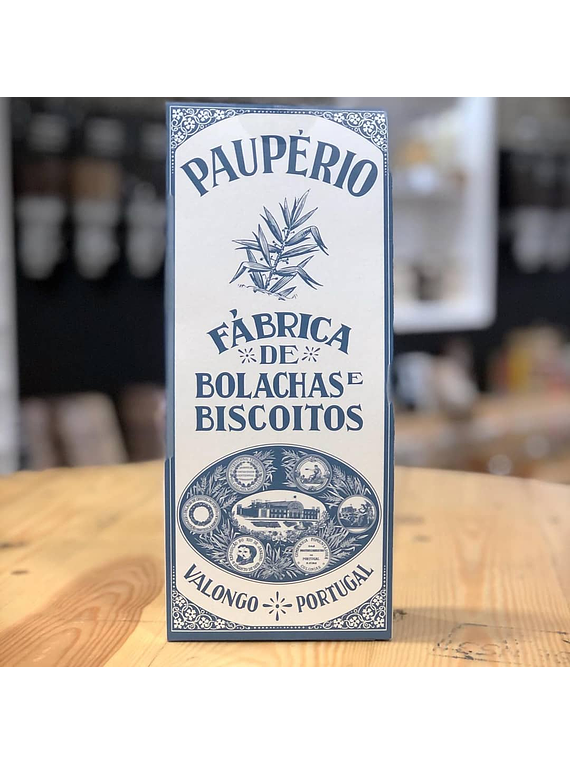 PAUPÉRIO
FÁBRICA
DE
BOLACHAS E
BISCOITOS
VALONGO PORTUGAL